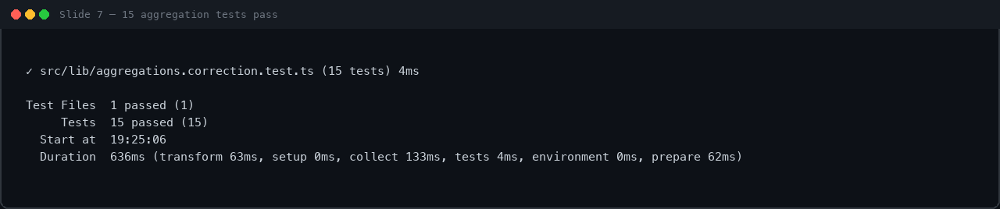 Slide 7 — 15 aggregation tests pass
✓ src/lib/aggregations.correction.test.ts (15 tests) 4ms
Test Files  1 passed (1)
Tests  15 passed (15)
Start at  19:25:06
Duration  636ms (transform 63ms, setup 0ms, collect 133ms, tests 4ms, environment 0ms, prepare 62ms)